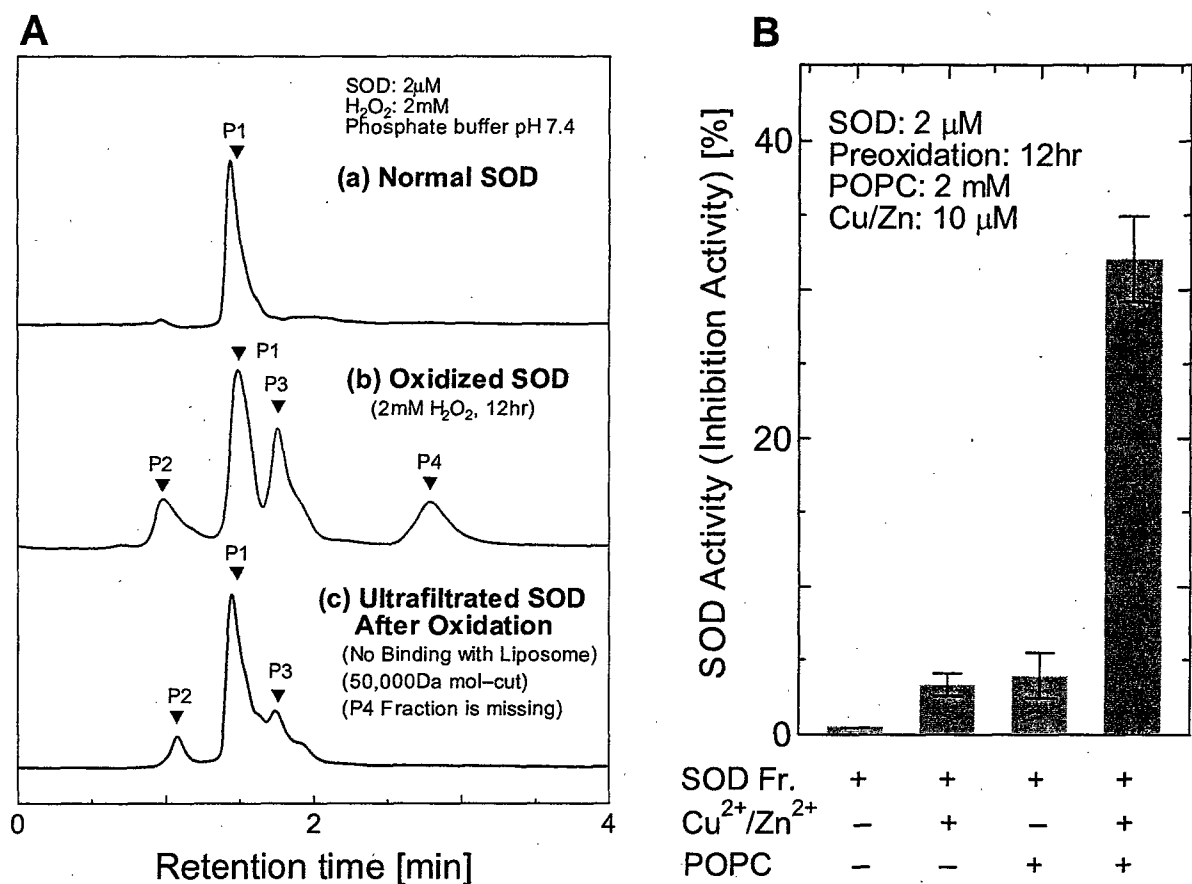 A
SOD: 2μM
H₂O₂: 2mM
Phosphate buffer pH 7.4
P1
(a) Normal SOD
P1
P3
(b) Oxidized SOD
(2mM H₂O₂, 12hr)
P2
P4
P1
(c) Ultrafiltrated SOD
After Oxidation
(No Binding with Liposome)
(50,000Da mol–cut)
(P4 Fraction is missing)
P2
P3
0
2
4
Retention time [min]
B
SOD Activity (Inhibition Activity) [%]
40
20
0
SOD: 2 μM
Preoxidation: 12hr
POPC: 2 mM
Cu/Zn: 10 μM
SOD Fr. + + + +
Cu²⁺/Zn²⁺ – + – +
POPC – – + +